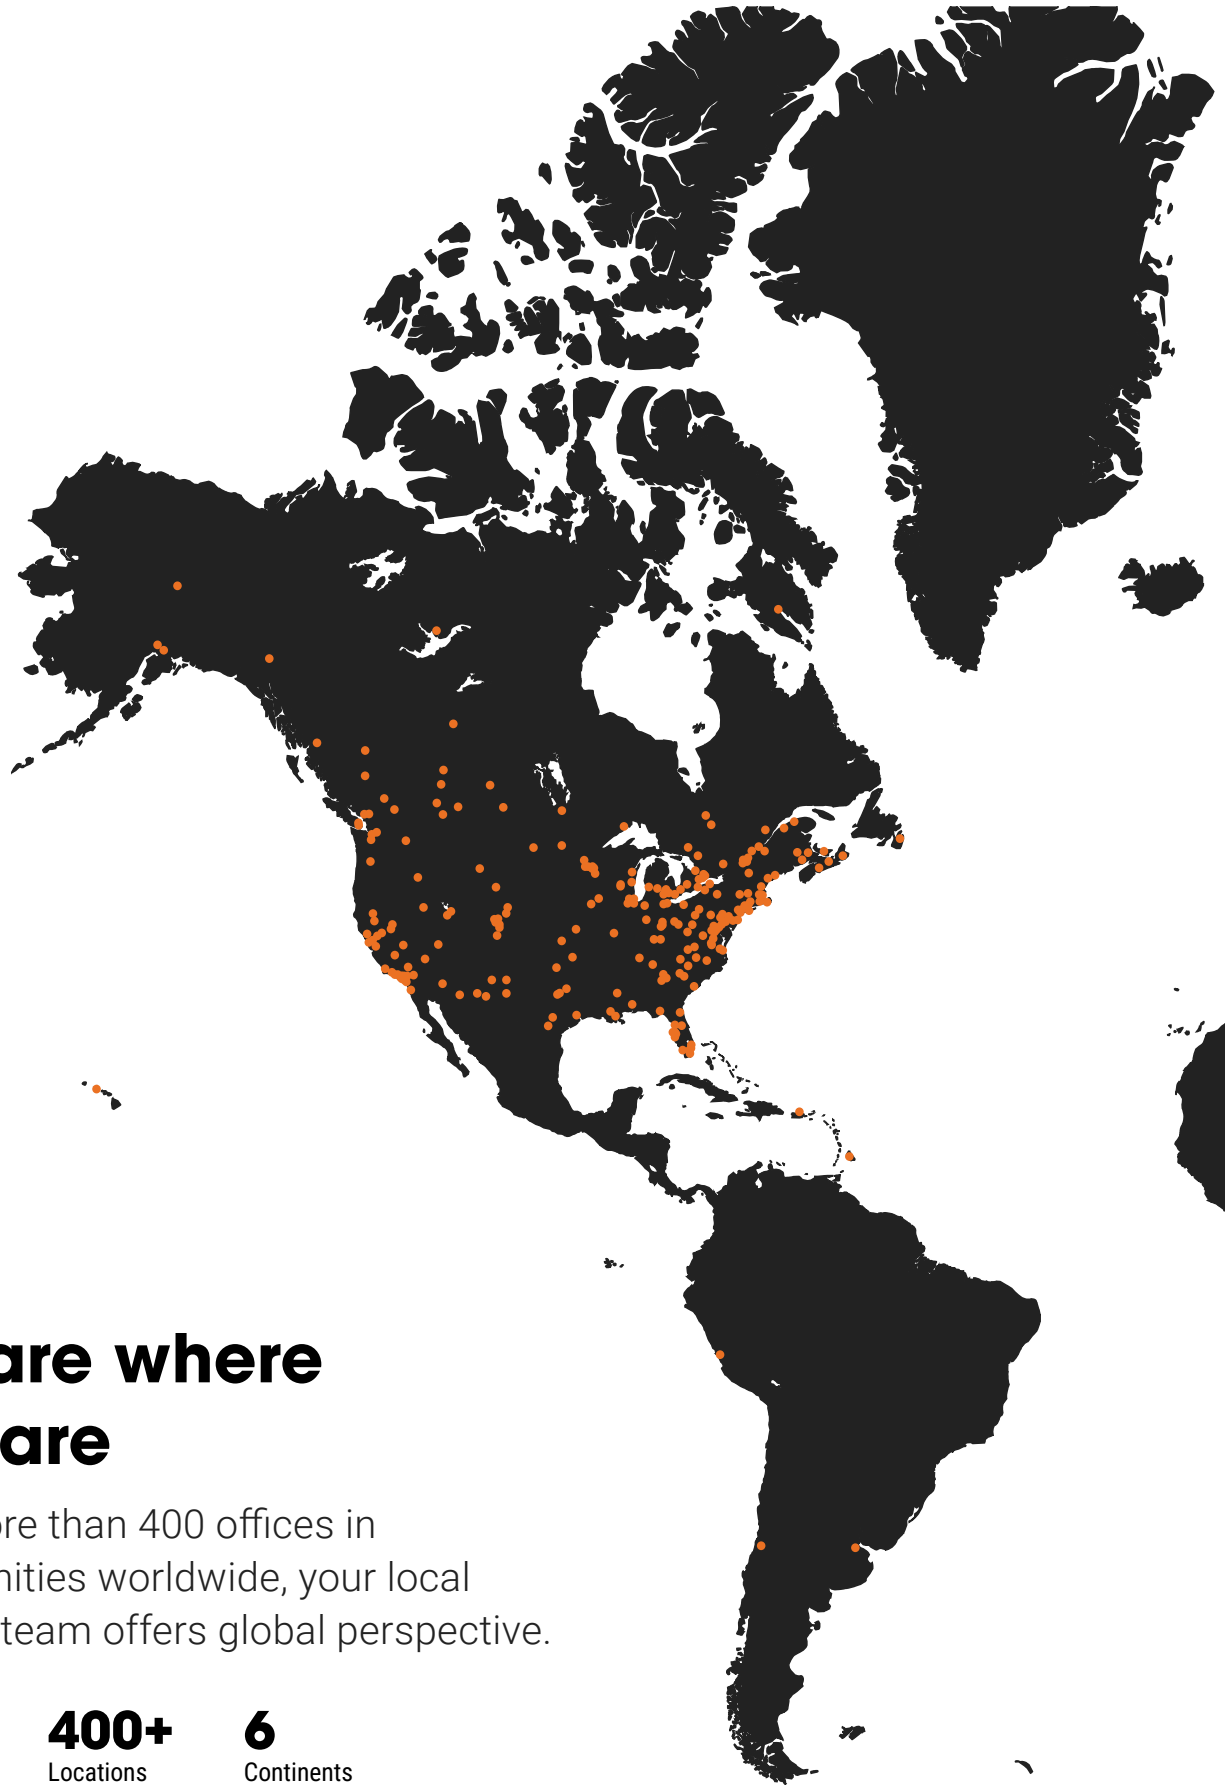 are where
are
ore than 400 offices in
nities worldwide, your local
team offers global perspective.
400+ 6
Locations Continents